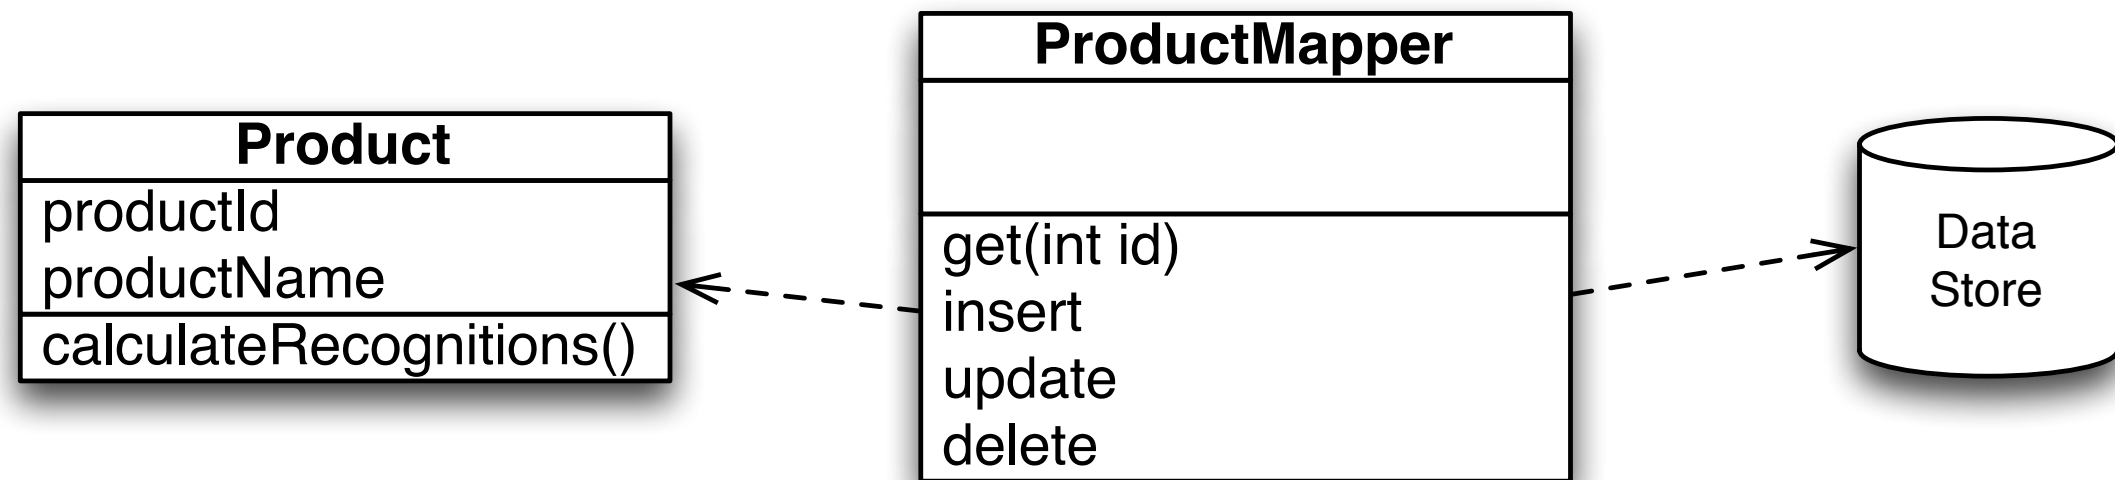 Product
productId
productName
calculateRecognitions()
ProductMapper
get(int id)
insert
update
delete
Data
Store